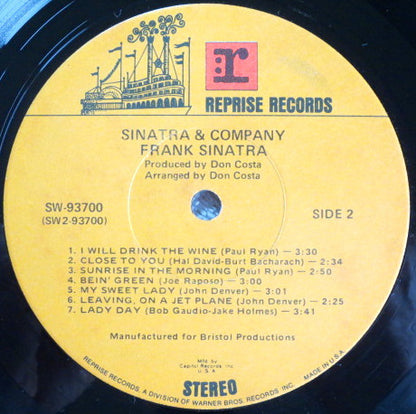 r:
REPRISE RECORDS
SINATRA & COMPANY
FRANK SINATRA
Produced by Don Costa
Arranged by Don Costa
SW-93700
(SW2-93700)
SIDE 2
1. I WILL DRINK THE WINE (Paul Ryan) — 3:30
2. CLOSE TO YOU (Hal David-Burt Bacharach) — 2:34
3. SUNRISE IN THE MORNING (Paul Ryan) — 2:50
4. BEIN' GREEN (Joe Raposo) — 3:00
5. MY SWEET LADY (John Denver) — 3:01
6. LEAVING, ON A JET PLANE (John Denver) — 2:25
7. LADY DAY (Bob Gaudio-Jake Holmes) — 3:41
Manufactured for Bristol Productions
Mfd. by
Capitol Records Inc.
U.S.A.
STEREO
REPRISE RECORDS, A DIVISION OF WARNER BROS. RECORDS INC. MADE IN U.S.A.